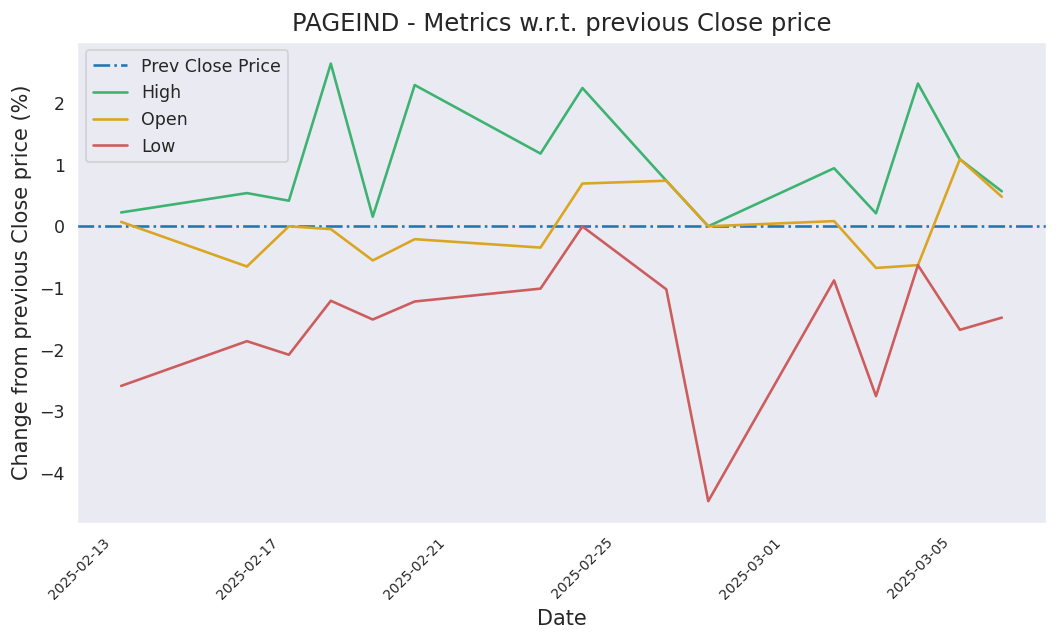 PAGEIND - Metrics w.r.t. previous Close price
Prev Close Price
High
Open
Low
Change from previous Close price (%)
2
1
0
−1
−2
−3
−4
2025-02-13
2025-02-17
2025-02-21
2025-02-25
2025-03-01
2025-03-05
Date